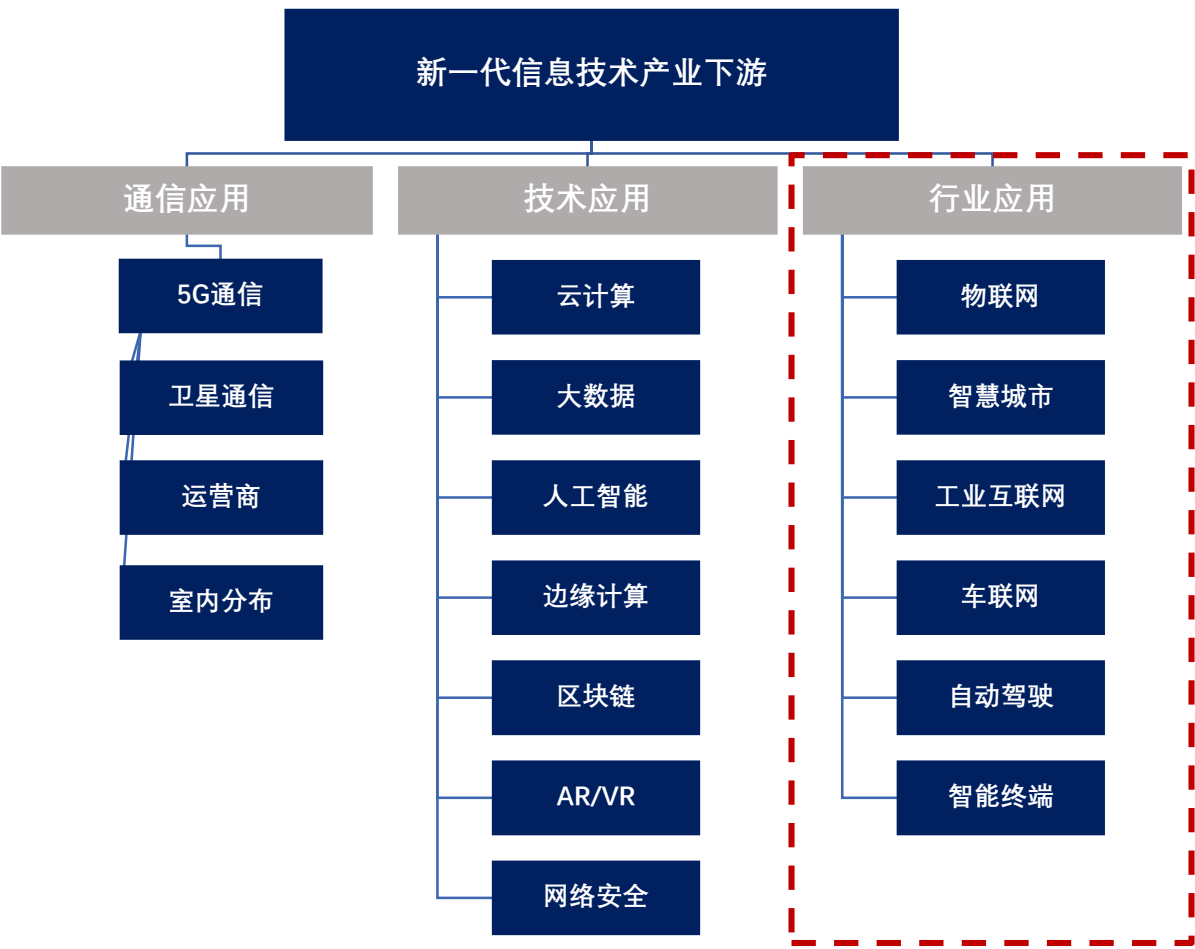 新一代信息技术产业下游
通信应用
5G通信
卫星通信
运营商
室内分布
技术应用
云计算
大数据
人工智能
边缘计算
区块链
AR/VR
网络安全
行业应用
物联网
智慧城市
工业互联网
车联网
自动驾驶
智能终端